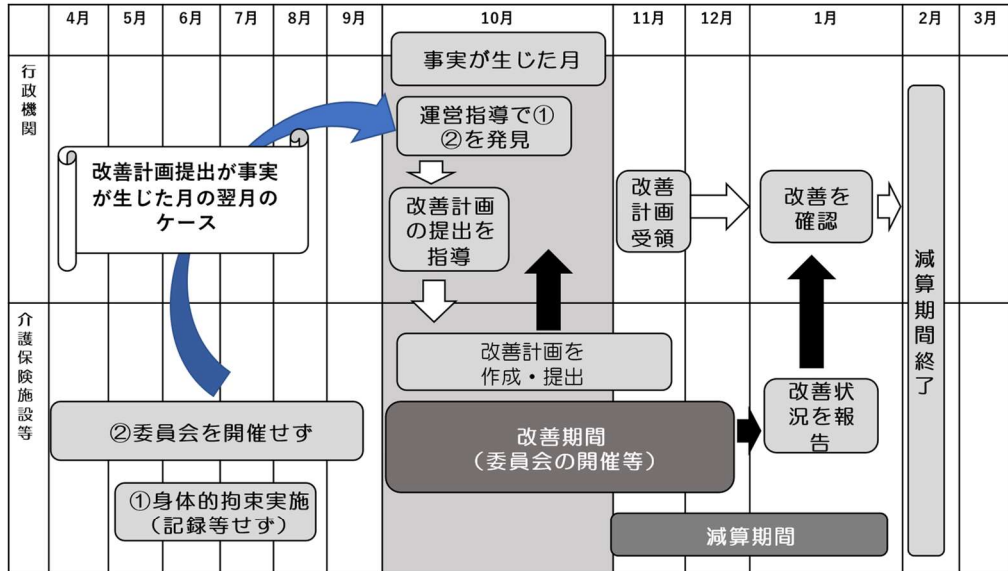 4月 5月 6月 7月 8月 9月 10月 11月 12月 1月 2月 3月
行政機関
事実が生じた月
運営指導で①
②を発見
改善計画提出が事実
が生じた月の翌月の
ケース
改善計画
の提出を
指導
改善
計画
受領
改善を
確認
減算期間終了
介護保険施設等
改善計画を
作成・提出
②委員会を開催せず
改善期間
（委員会の開催等）
改善状
況を報
告
①身体的拘束実施
（記録等せず）
減算期間